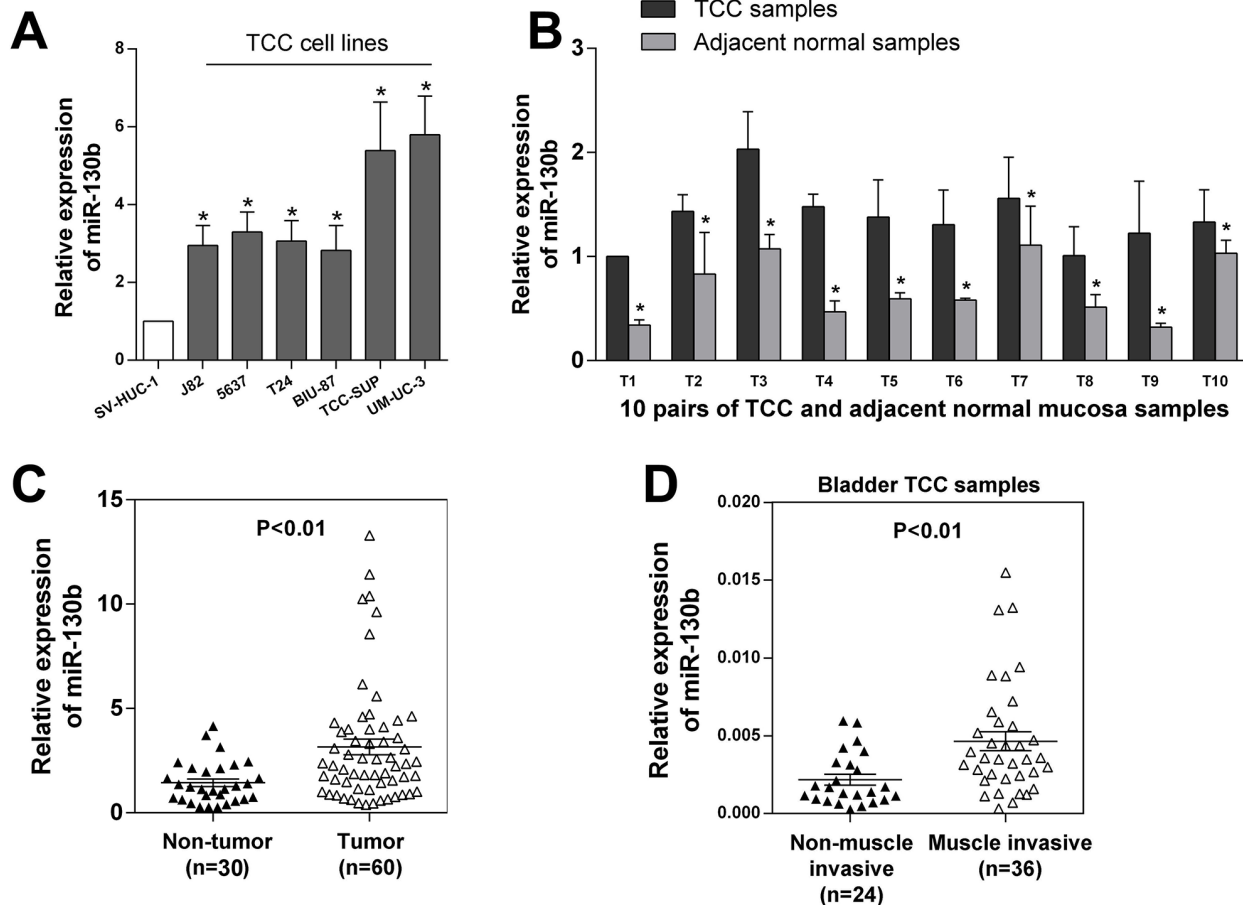 A
TCC cell lines
Relative expression
of miR-130b
8
6
4
2
0
*
*
*
*
*
*
SV-HUC-1
J82
5637
T24
BIU-87
TCC-SUP
UM-UC-3
B
TCC samples
Adjacent normal samples
Relative expression
of miR-130b
3
2
1
0
*
*
*
*
*
*
*
*
*
*
T1
T2
T3
T4
T5
T6
T7
T8
T9
T10
10 pairs of TCC and adjacent normal mucosa samples
C
Relative expression
of miR-130b
15
10
5
0
P<0.01
Non-tumor
(n=30)
Tumor
(n=60)
D
Bladder TCC samples
Relative expression
of miR-130b
0.020
0.015
0.010
0.005
0.000
P<0.01
Non-muscle
invasive
(n=24)
Muscle invasive
(n=36)